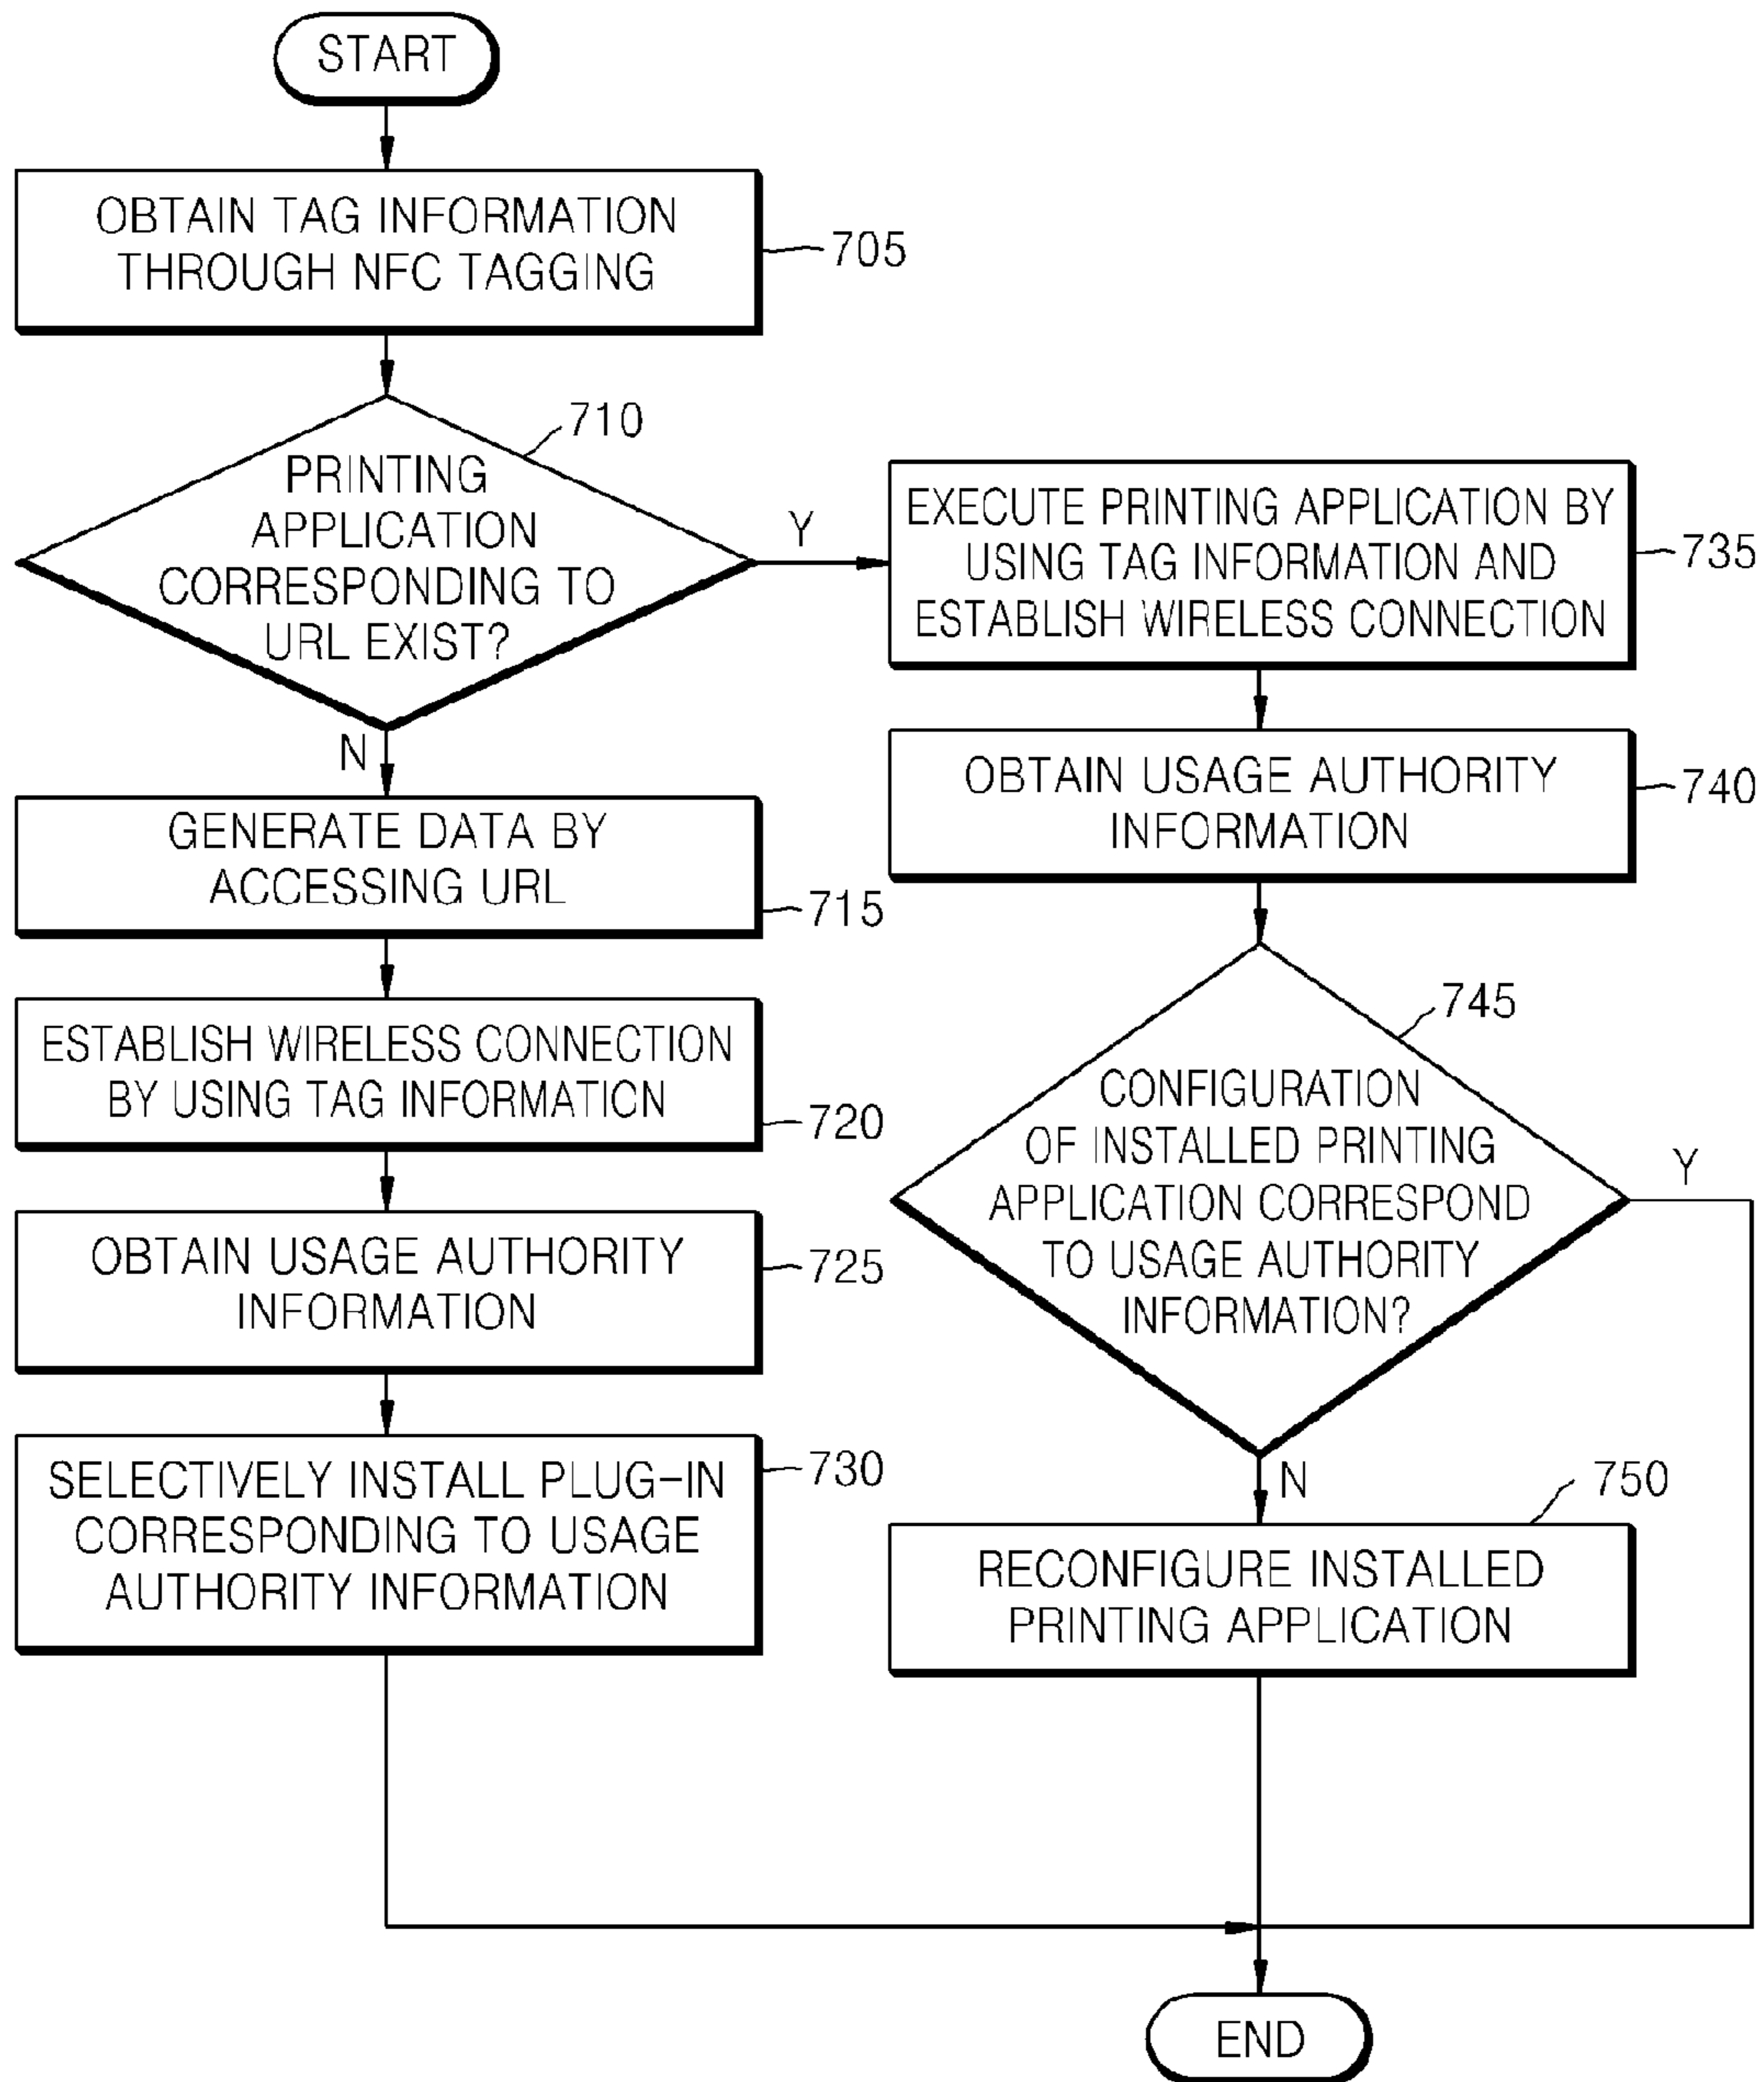 START
OBTAIN TAG INFORMATION
THROUGH NFC TAGGING
705
710
PRINTING
APPLICATION
CORRESPONDING TO
URL EXIST?
Y
N
GENERATE DATA BY
ACCESSING URL
715
ESTABLISH WIRELESS CONNECTION
BY USING TAG INFORMATION
720
OBTAIN USAGE AUTHORITY
INFORMATION
725
SELECTIVELY INSTALL PLUG-IN
CORRESPONDING TO USAGE
AUTHORITY INFORMATION
730
EXECUTE PRINTING APPLICATION BY
USING TAG INFORMATION AND
ESTABLISH WIRELESS CONNECTION
735
OBTAIN USAGE AUTHORITY
INFORMATION
740
745
CONFIGURATION
OF INSTALLED PRINTING
APPLICATION CORRESPOND
TO USAGE AUTHORITY
INFORMATION?
Y
N
750
RECONFIGURE INSTALLED
PRINTING APPLICATION
END